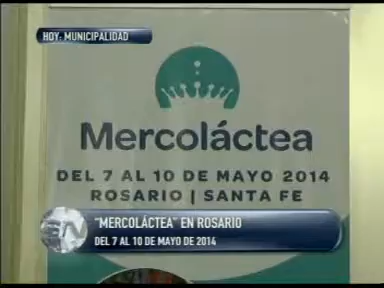 HOY- MUNICIPALIDAD
Mercoláctea
DEL 7 AL 10 DE MAYO 2014
ROSARIO | SANTA FE
EN
"MERCOLÁCTEA" EN ROSARIO
DEL 7 AL 10 DE MAYO DE 2014